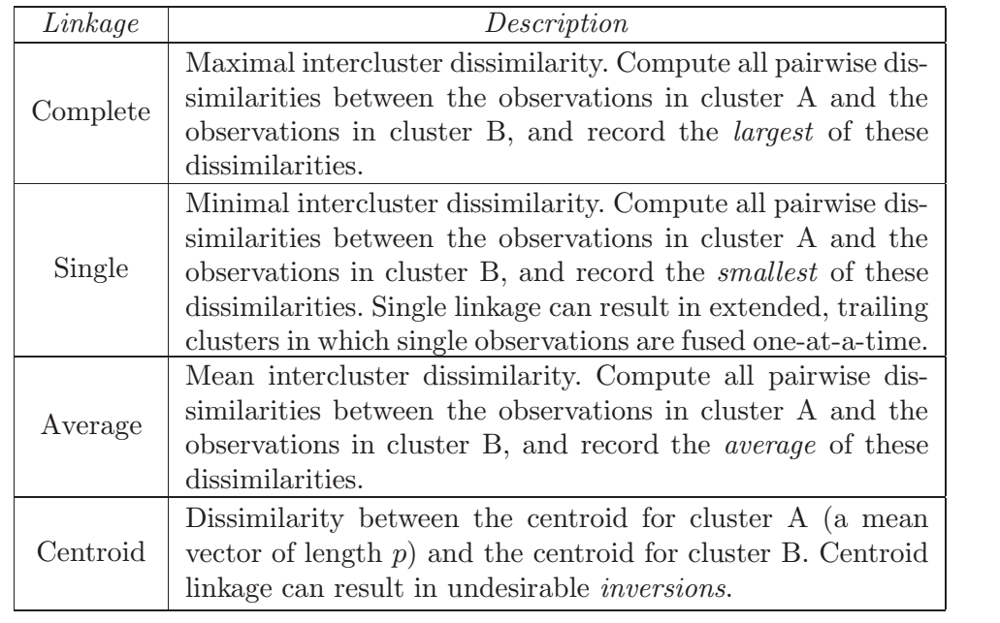 Linkage Description
Maximal intercluster dissimilarity. Compute all pairwise dis-
similarities between the observations in cluster A and the
Complete
observations in cluster B, and record the largest of these
dissimilarities.
Minimal intercluster dissimilarity. Compute all pairwise dis-
similarities between the observations in cluster A and the
Single
observations in cluster B, and record the smallest of these
dissimilarities. Single linkage can result in extended, trailing
clusters in which single observations are fused one-at-a-time.
Mean intercluster dissimilarity. Compute all pairwise dis-
similarities between the observations in cluster A and the
Average
observations in cluster B, and record the average of these
dissimilarities.
Dissimilarity between the centroid for cluster A (a mean
Centroid
vector of length p) and the centroid for cluster B. Centroid
linkage can result in undesirable inversions.